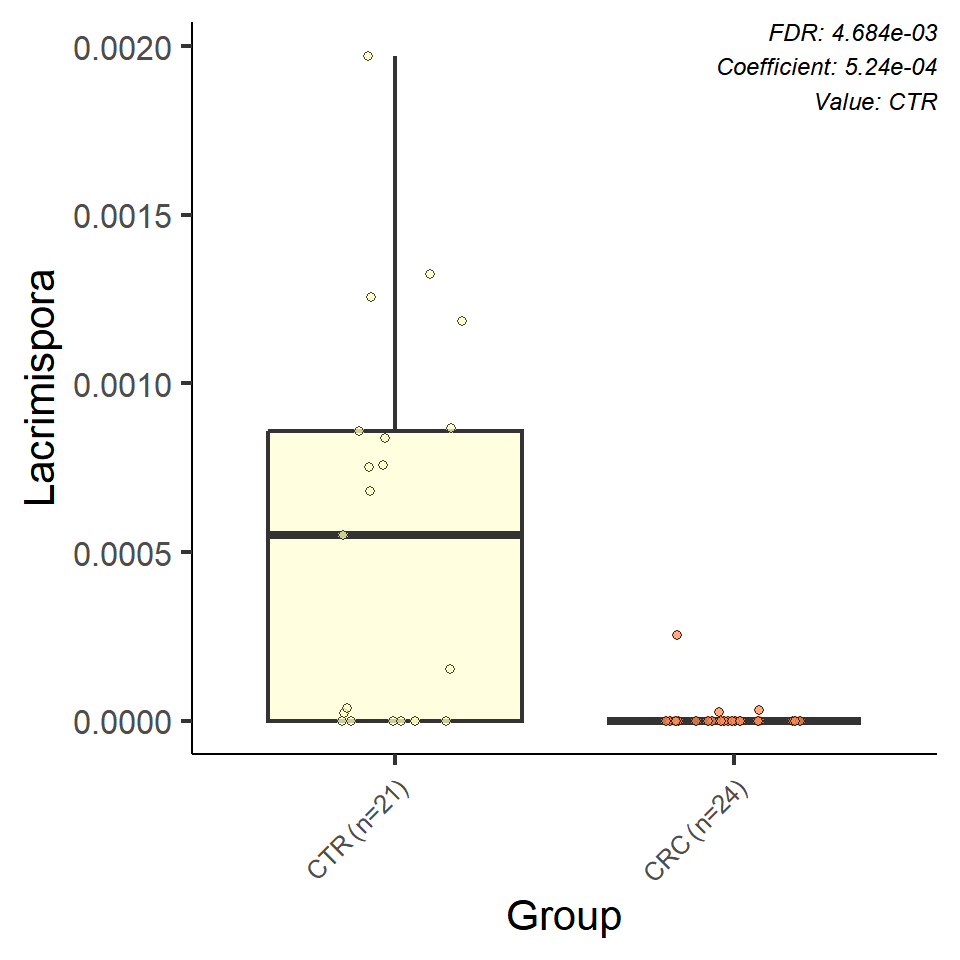 FDR: 4.684e-03
Coefficient: 5.24e-04
Value: CTR
0.0020
0.0015
0.0010
0.0005
0.0000
Lacrimispora
CTR (n=21)
CRC (n=24)
Group